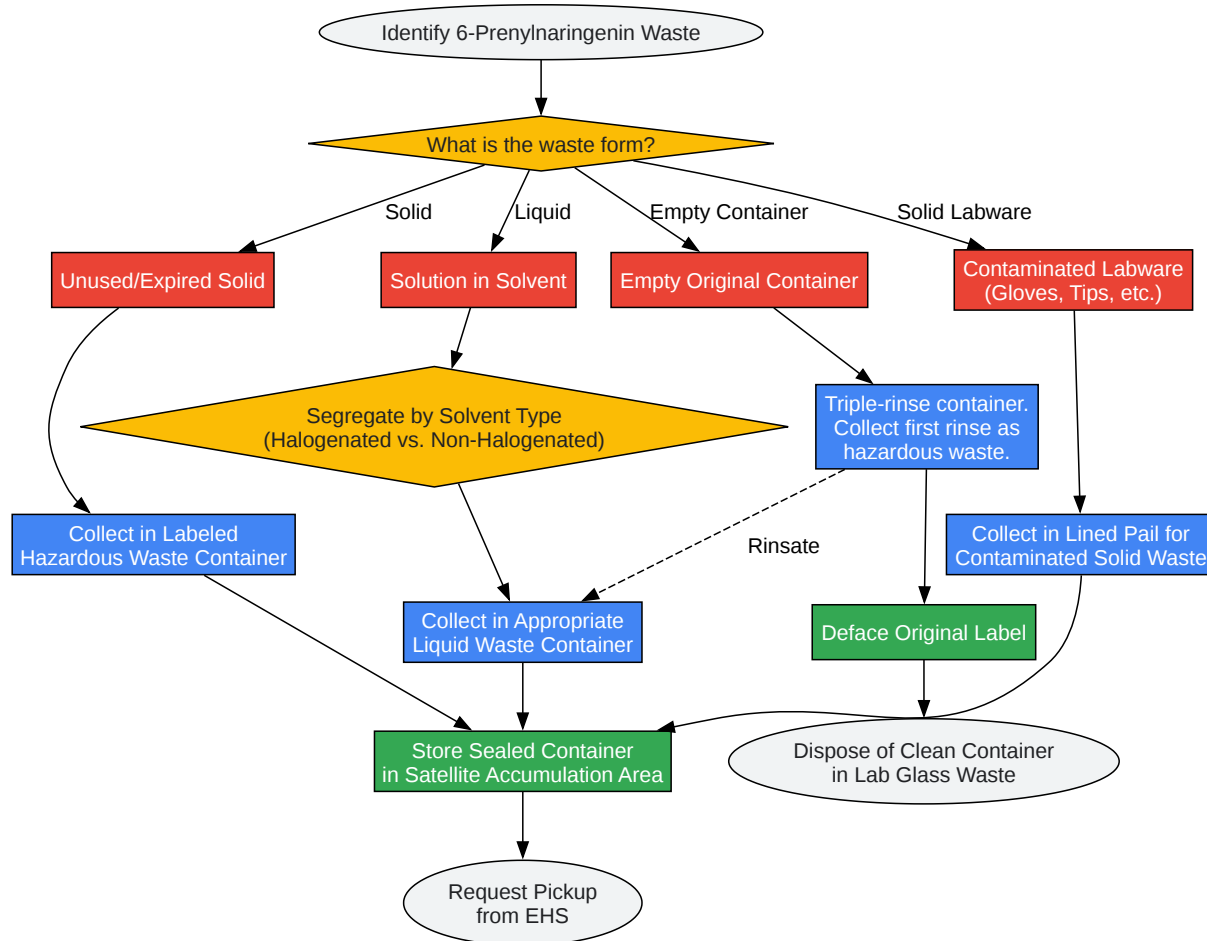 Identify 6-Prenylnaringenin Waste
What is the waste form?
Solid
Liquid
Empty Container
Solid Labware
Unused/Expired Solid
Solution in Solvent
Empty Original Container
Contaminated Labware
(Gloves, Tips, etc.)
Segregate by Solvent Type
(Halogenated vs. Non-Halogenated)
Triple-rinse container.
Collect first rinse as
hazardous waste.
Collect in Labeled
Hazardous Waste Container
Rinsate
Collect in Lined Pail for
Contaminated Solid Waste
Collect in Appropriate
Liquid Waste Container
Deface Original Label
Store Sealed Container
in Satellite Accumulation Area
Dispose of Clean Container
in Lab Glass Waste
Request Pickup
from EHS